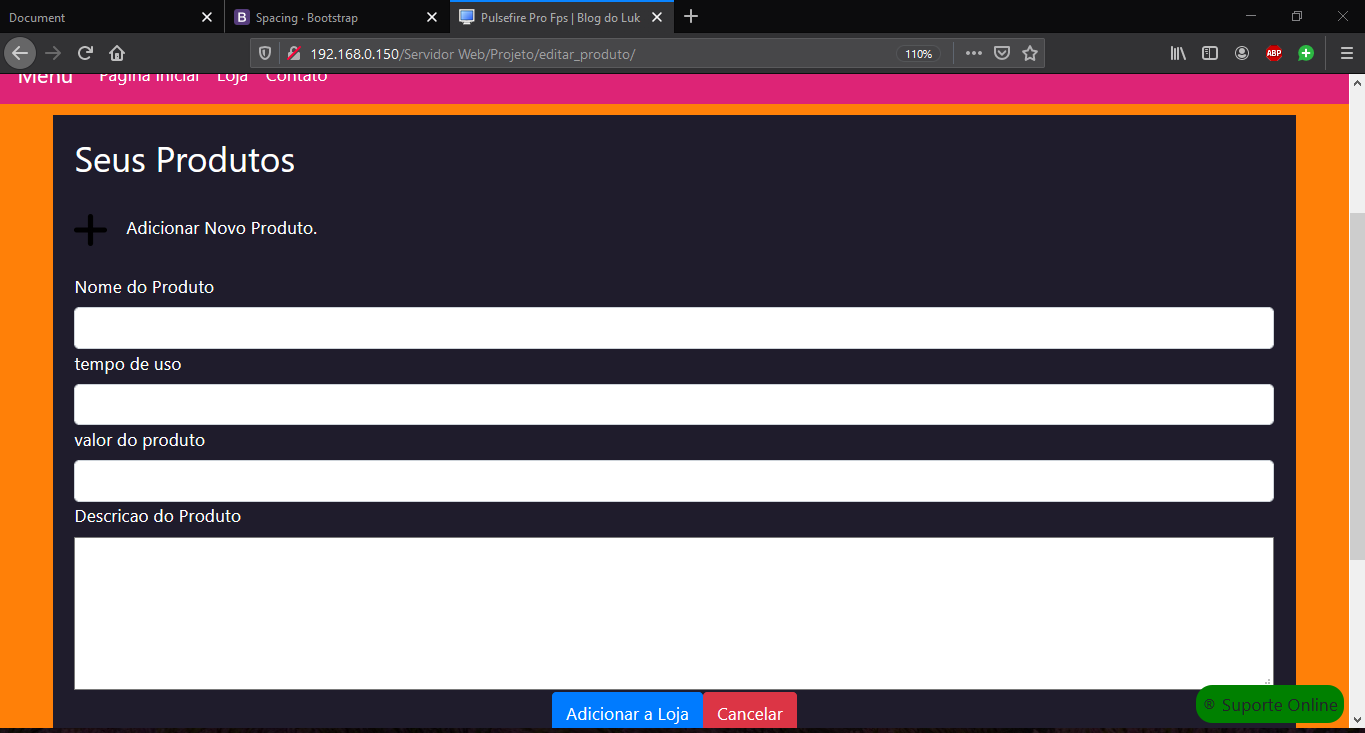 Document
B Spacing · Bootstrap
Pulsefire Pro Fps | Blog do Luk
192.168.0.150/Servidor Web/Projeto/editar_produto/
110%
ABP
Menu Pagina Inicial Loja Contato
Seus Produtos
Adicionar Novo Produto.
Nome do Produto
tempo de uso
valor do produto
Descricao do Produto
Adicionar a Loja Cancelar
® Suporte Online